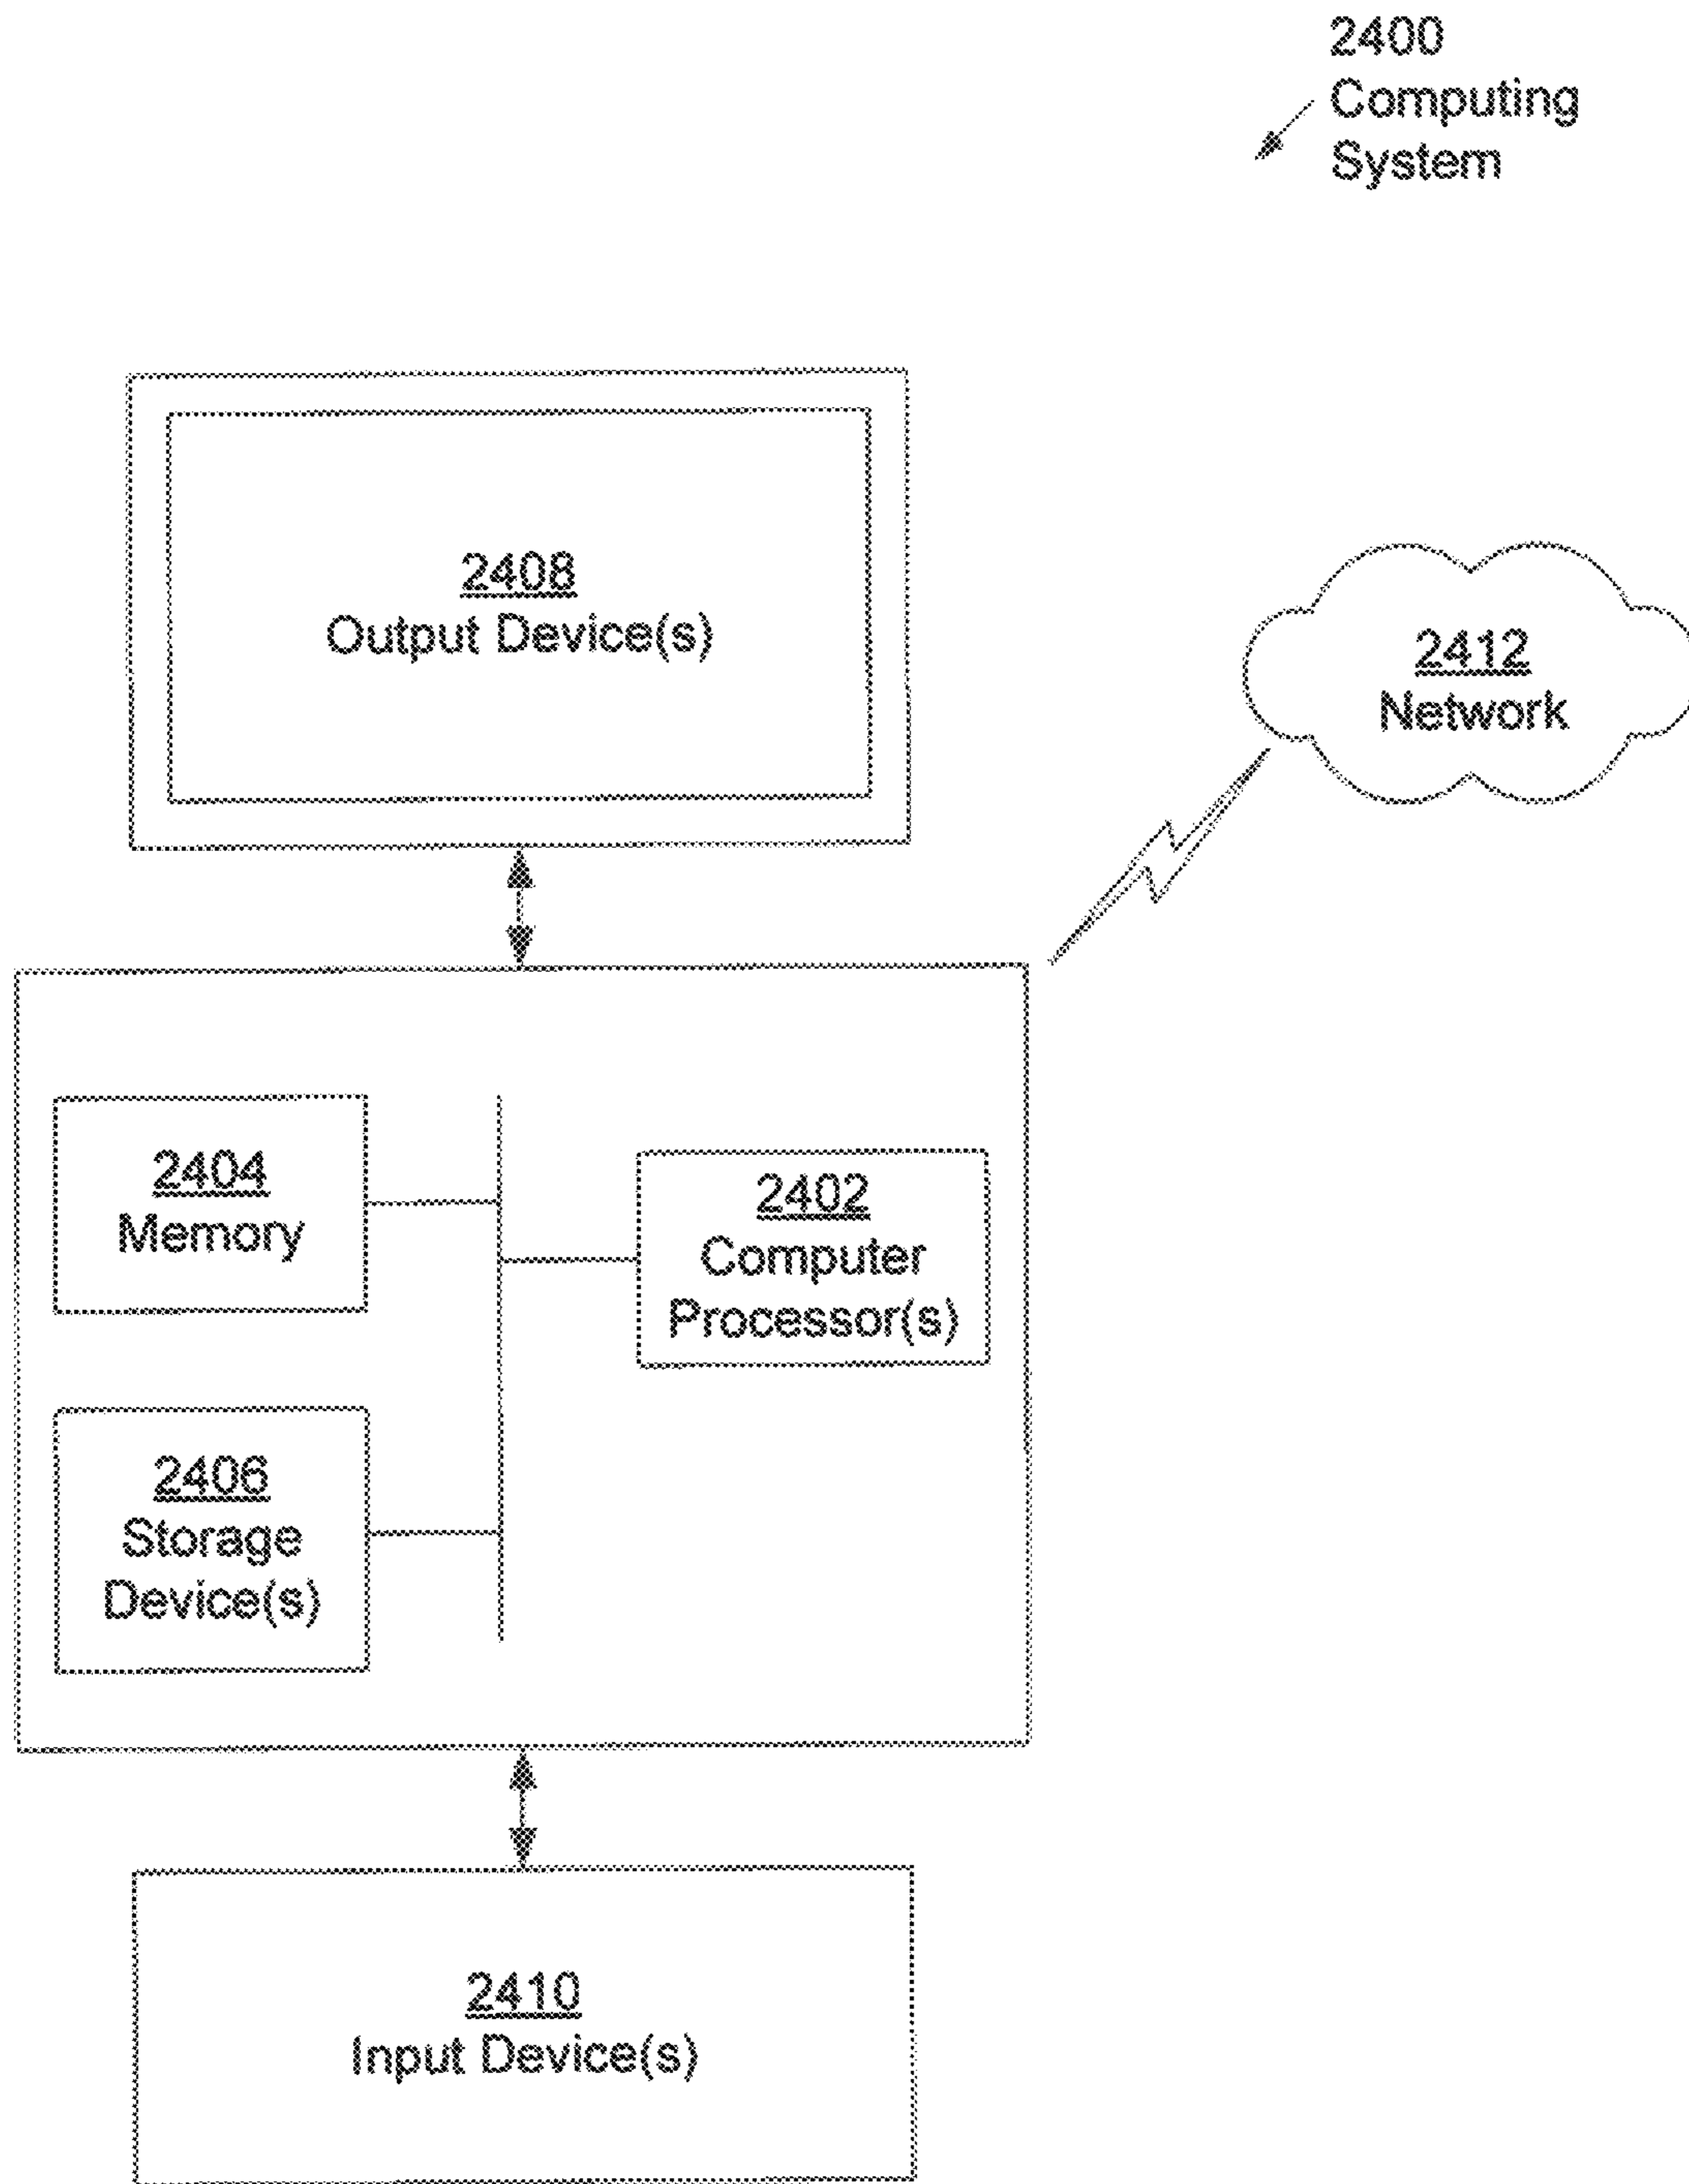 2400
Computing
System
2408
Output Device(s)
2412
Network
2404
Memory
2402
Computer
Processor(s)
2406
Storage
Device(s)
2410
Input Device(s)